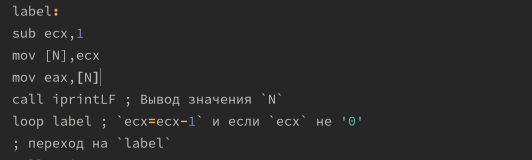 label:
sub ecx,1
mov [N],ecx
mov eax,[N]
call iprintLF ; Вывод значения `N`
loop label ; `ecx=ecx-1` и если `ecx` не '0'
; переход на `label`